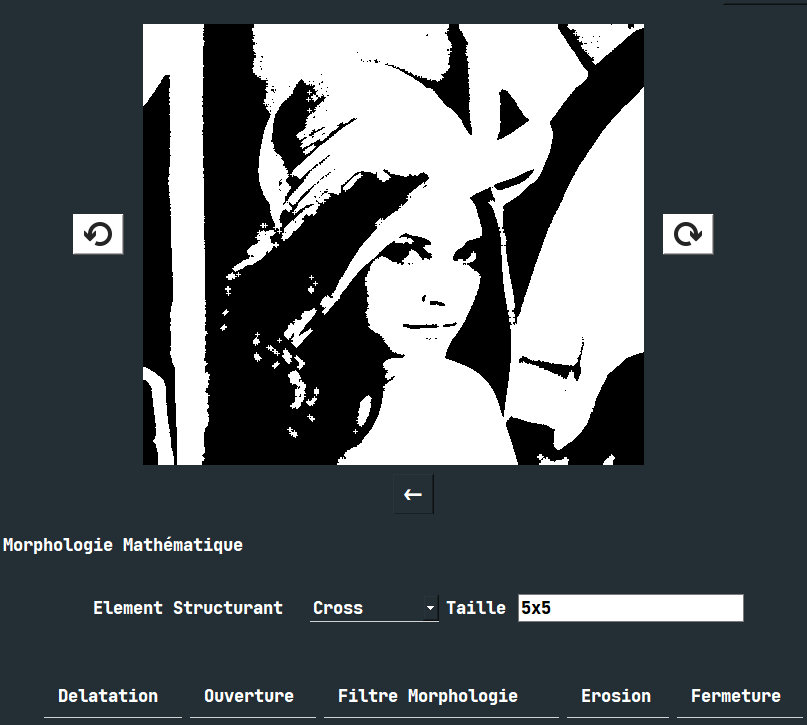 ←
Morphologie Mathématique
Element Structurant Cross Taille 5x5
Delatation Ouverture Filtre Morphologie Erosion Fermeture